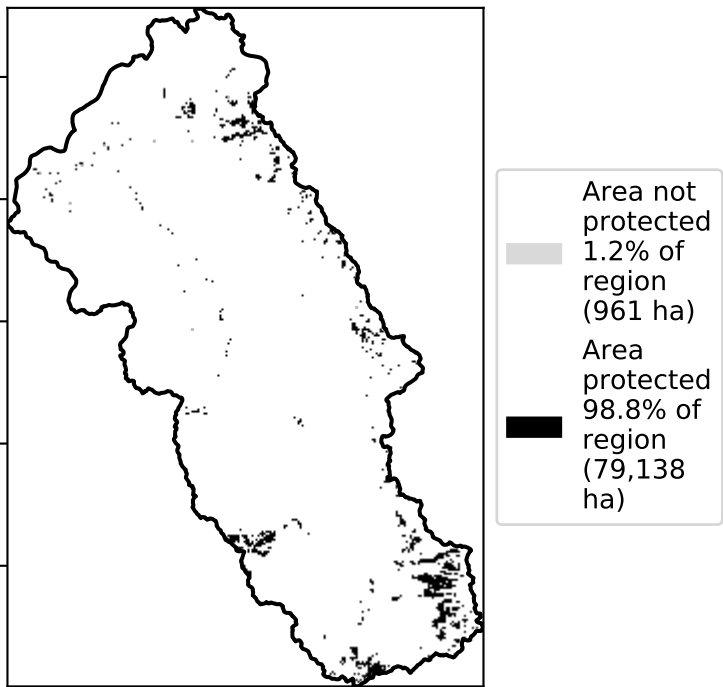 Area not
protected
1.2% of
region
(961 ha)
Area
protected
98.8% of
region
(79,138
ha)